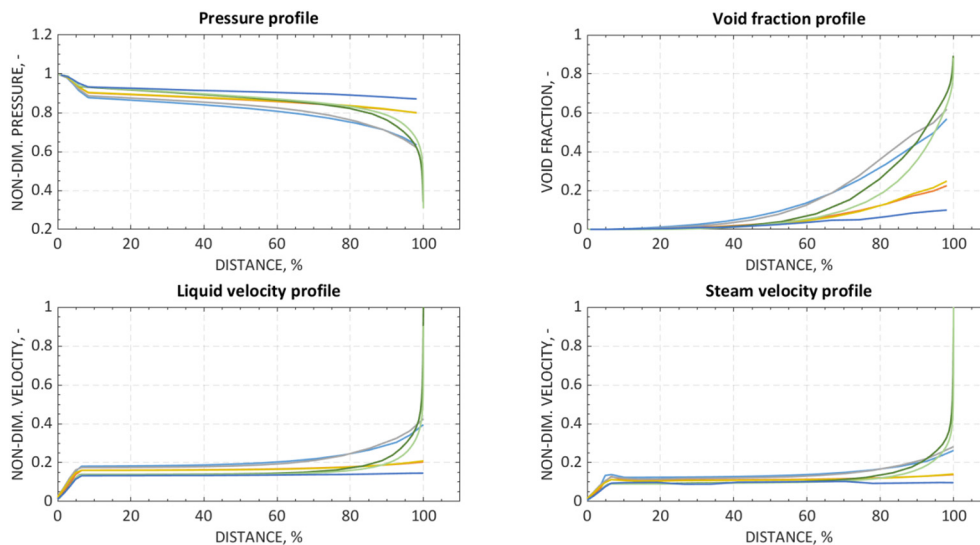 Pressure profile
NON-DIM. PRESSURE, -
1.2
1
0.8
0.6
0.4
0.2
0 20 40 60 80 100
DISTANCE, %
Void fraction profile
VOID FRACTION, -
1
0.8
0.6
0.4
0.2
0
0 20 40 60 80 100
DISTANCE, %
Liquid velocity profile
NON-DIM. VELOCITY, -
1
0.8
0.6
0.4
0.2
0
0 20 40 60 80 100
DISTANCE, %
Steam velocity profile
NON-DIM. VELOCITY, -
1
0.8
0.6
0.4
0.2
0
0 20 40 60 80 100
DISTANCE, %